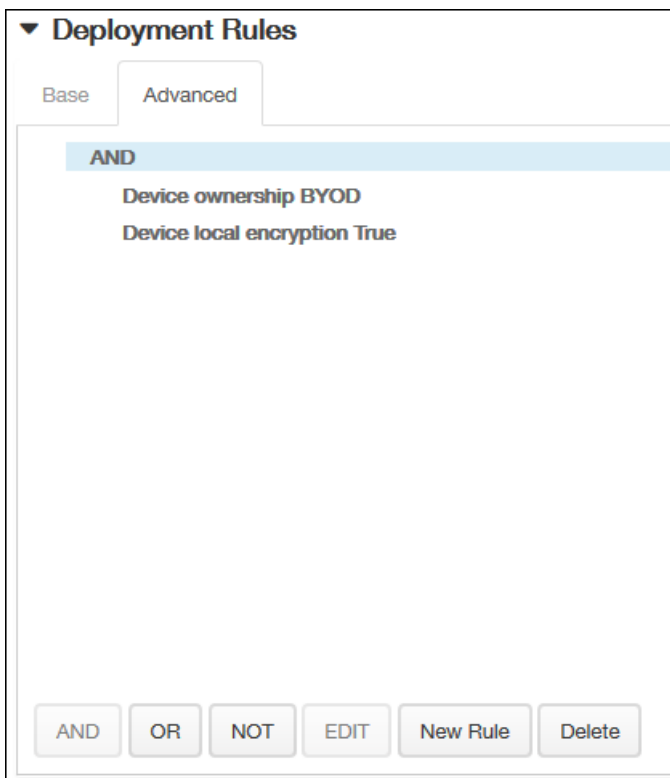 Deployment Rules
Base Advanced
AND
Device ownership BYOD
Device local encryption True
AND OR NOT EDIT New Rule Delete